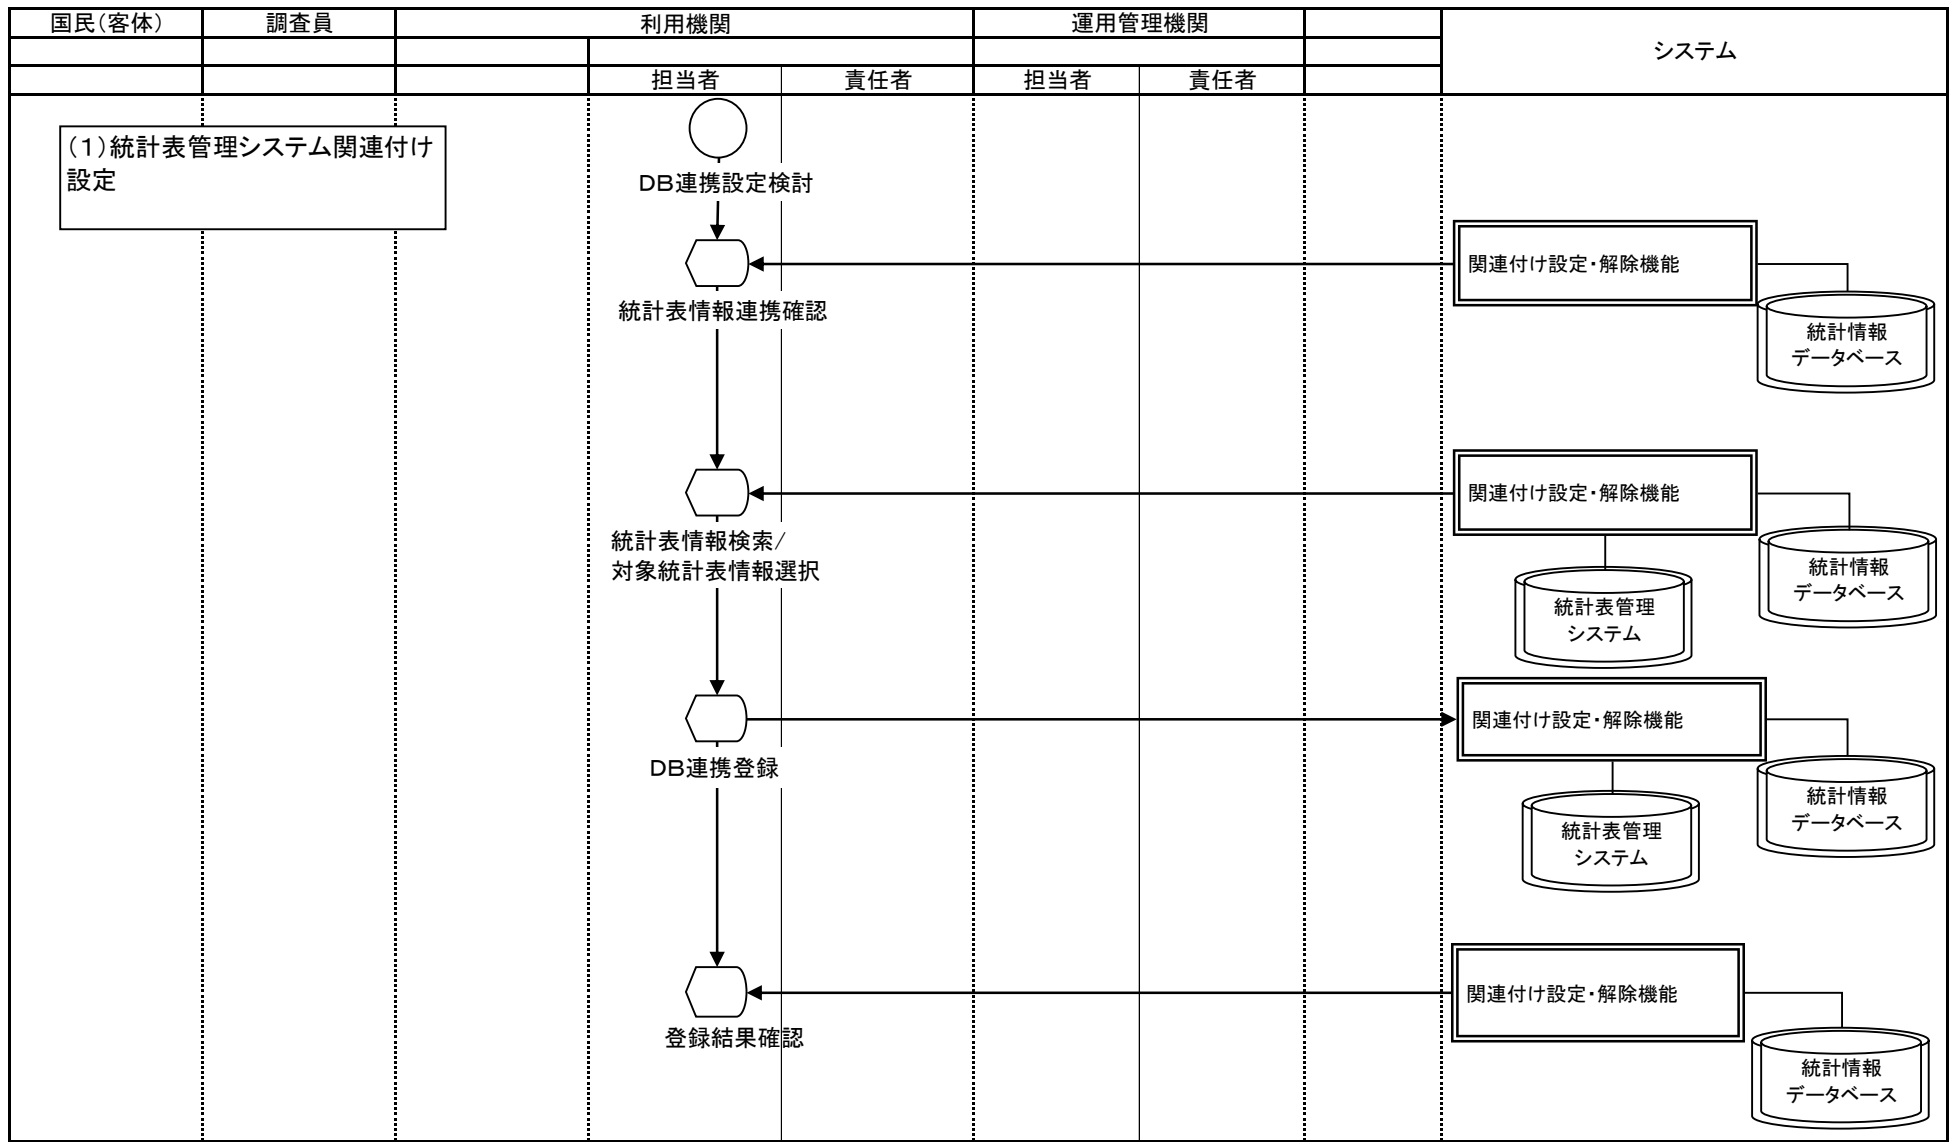 国民(客体)
調査員
利用機関
運用管理機関
システム
担当者
責任者
担当者
責任者
(1)統計表管理システム関連付け
設定
DB連携設定検討
関連付け設定・解除機能
統計表情報連携確認
統計情報
データベース
関連付け設定・解除機能
統計表情報検索/
対象統計表情報選択
統計情報
データベース
統計表管理
システム
関連付け設定・解除機能
DB連携登録
統計情報
データベース
統計表管理
システム
関連付け設定・解除機能
登録結果確認
統計情報
データベース